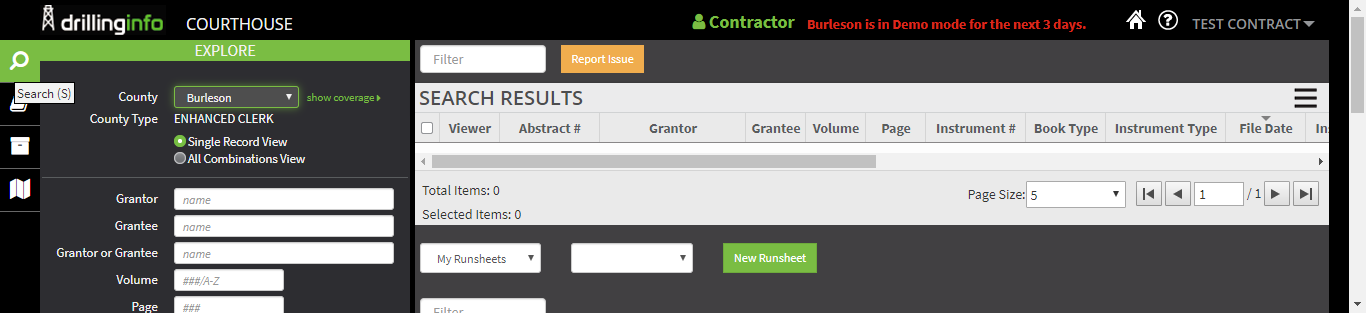 drillinginfo COURTHOUSE
Contractor Burleson is in Demo mode for the next 3 days. ? TEST CONTRACT
EXPLORE
Search (S)
County Burleson show coverage
County Type ENHANCED CLERK
Single Record View
All Combinations View
Grantor name
Grantee name
Grantor or Grantee name
Volume ###/A-Z
Page ###
Filter Report Issue
SEARCH RESULTS
Viewer Abstract # Grantor Grantee Volume Page Instrument # Book Type Instrument Type File Date Ins
Total Items: 0
Selected Items: 0
Page Size: 5 1 / 1
My Runsheets New Runsheet
Filter